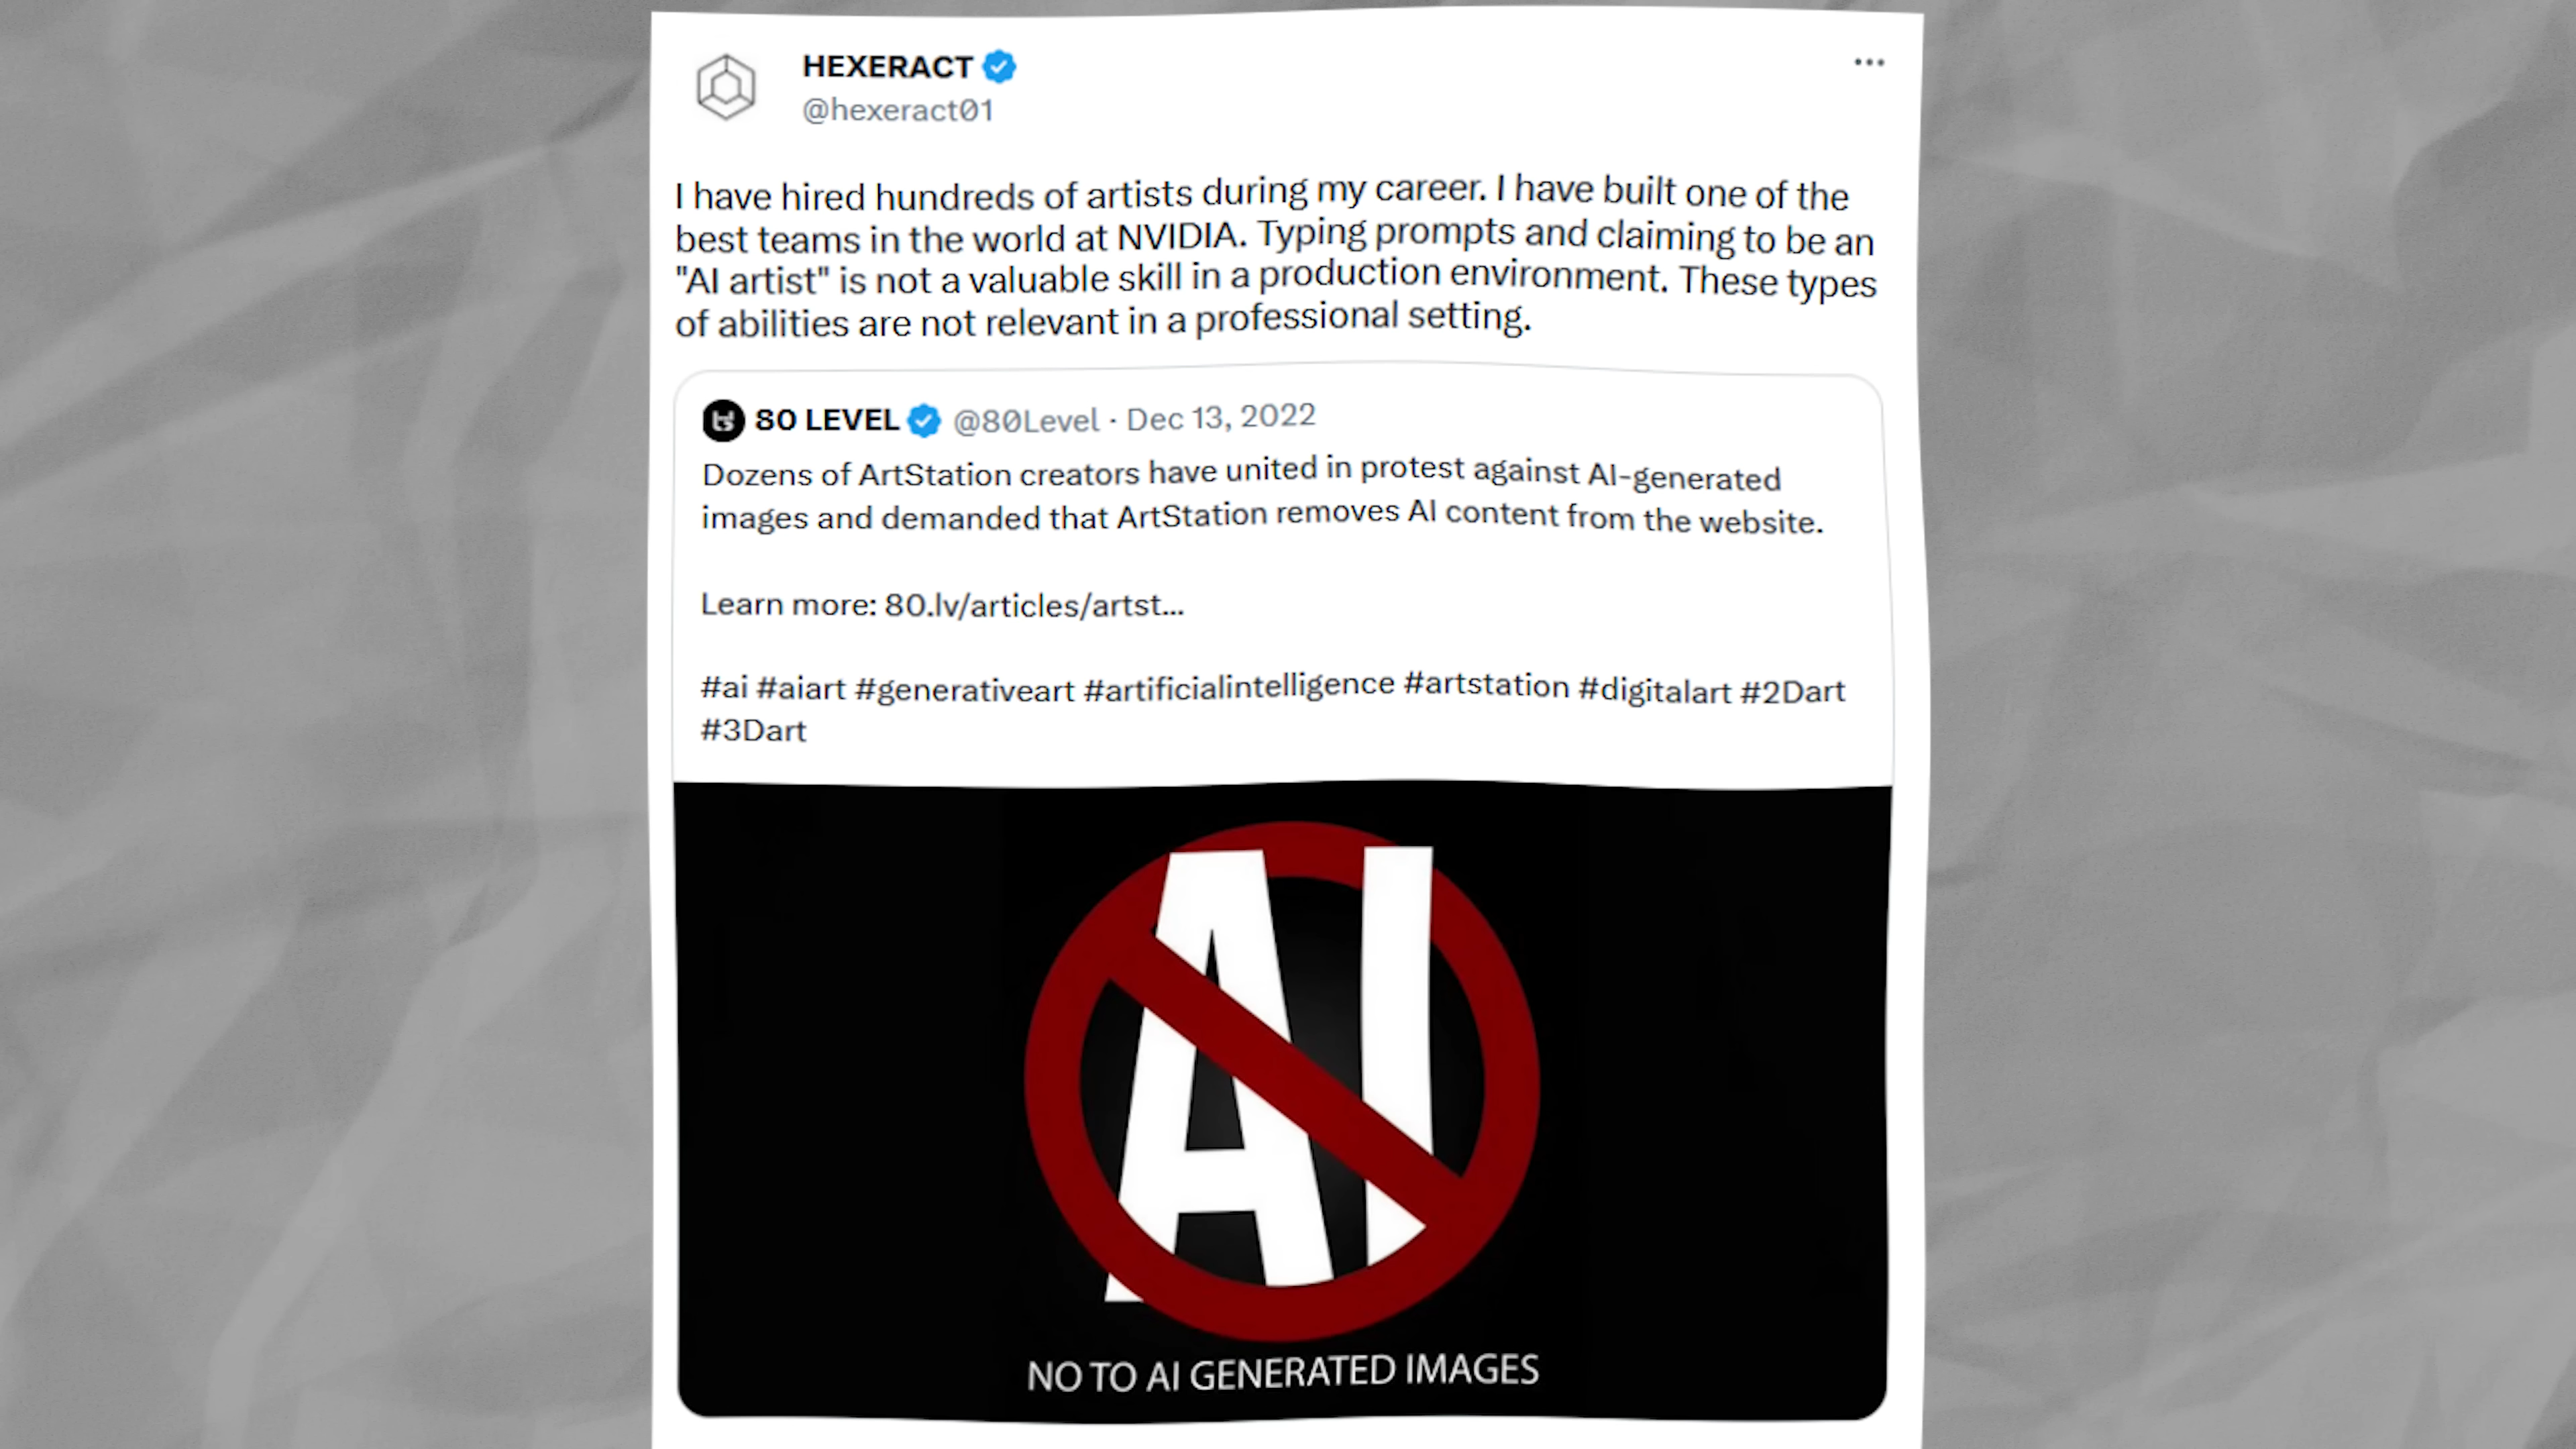 HEXERACT
@hexeract01
I have hired hundreds of artists during my career. I have built one of the
best teams in the world at NVIDIA. Typing prompts and claiming to be an
"AI artist" is not a valuable skill in a production environment. These types
of abilities are not relevant in a professional setting.
80 LEVEL @80Level · Dec 13, 2022
Dozens of ArtStation creators have united in protest against AI-generated
images and demanded that ArtStation removes AI content from the website.
Learn more: 80.lv/articles/artst...
#ai #aiart #generativeart #artificialintelligence #artstation #digitalart #2Dart
#3Dart
AI
NO TO AI GENERATED IMAGES